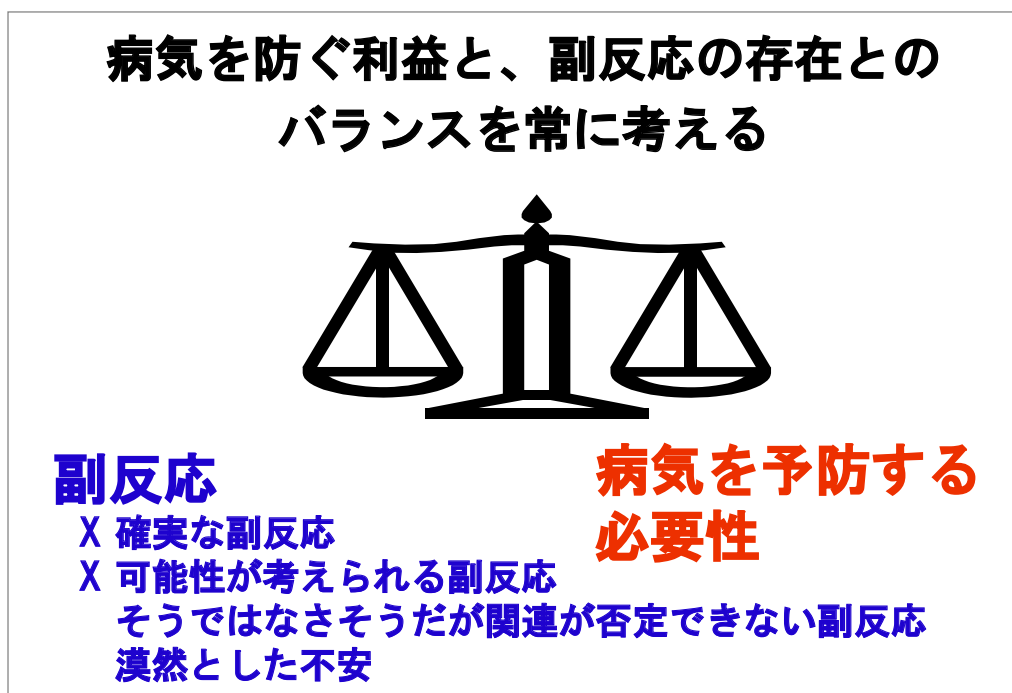 病気を防ぐ利益と、副反応の存在との
バランスを常に考える
副反応
X 確実な副反応
X 可能性が考えられる副反応
そうではなさそうだが関連が否定できない副反応
漠然とした不安
病気を予防する
必要性